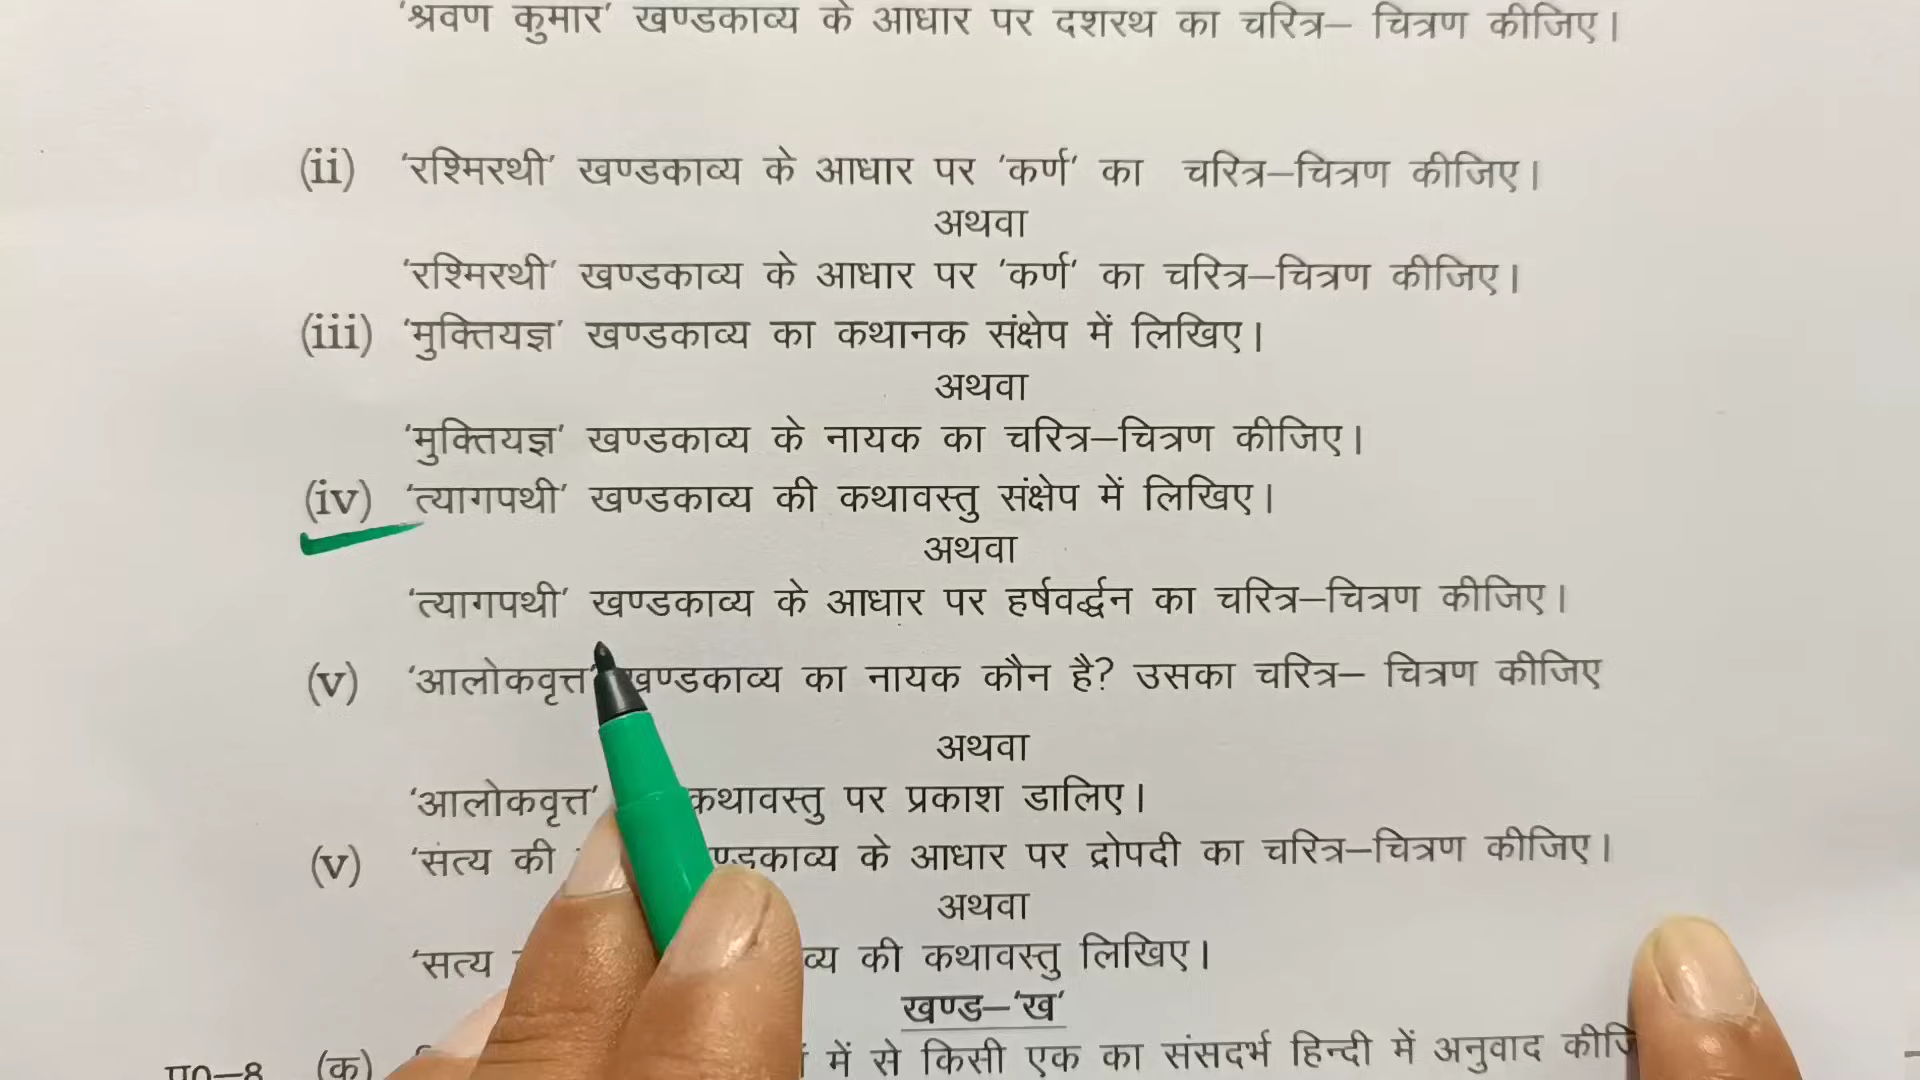 'श्रवण कुमार' खण्डकाव्य के आधार पर दशरथ का चरित्र– चित्रण कीजिए।
(ii) 'रश्मिरथी' खण्डकाव्य के आधार पर 'कर्ण' का चरित्र–चित्रण कीजिए।
अथवा
'रश्मिरथी' खण्डकाव्य के आधार पर 'कर्ण' का चरित्र–चित्रण कीजिए।
(iii) 'मुक्तियज्ञ' खण्डकाव्य का कथानक संक्षेप में लिखिए।
अथवा
'मुक्तियज्ञ' खण्डकाव्य के नायक का चरित्र–चित्रण कीजिए।
(iv) 'त्यागपथी' खण्डकाव्य की कथावस्तु संक्षेप में लिखिए।
अथवा
'त्यागपथी' खण्डकाव्य के आधार पर हर्षवर्द्धन का चरित्र–चित्रण कीजिए।
(v) 'आलोकवृत्त' खण्डकाव्य का नायक कौन है? उसका चरित्र– चित्रण कीजिए
अथवा
'आलोकवृत्त' कथावस्तु पर प्रकाश डालिए।
(v) 'सत्य की के आधार पर द्रोपदी का चरित्र–चित्रण कीजिए।
अथवा
'सत्य की कथावस्तु लिखिए।
खण्ड–'ख'
प्र0–8 (क) में से किसी एक का संसदर्भ हिन्दी में अनुवाद